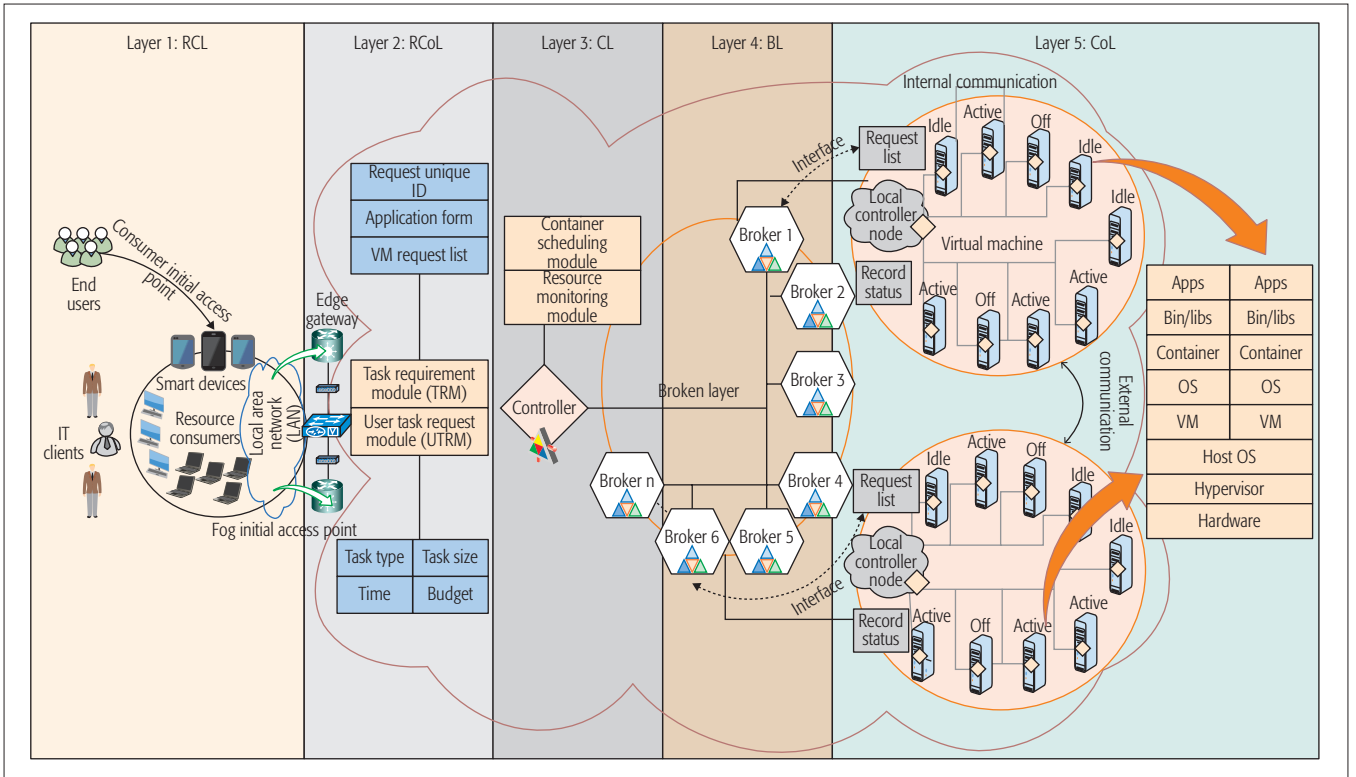 Layer 1: RCL
Layer 2: RCoL
Layer 3: CL
Layer 4: BL
Layer 5: CoL
End
users
Consumer initial access
point
Smart devices
Resource
consumers
Local area
network
(LAN)
IT
clients
Edge
gateway
Fog initial access point
Request unique
ID
Application form
VM request list
Task requirement
module (TRM)
User task request
module (UTRM)
Task type
Task size
Time
Budget
Container
scheduling
module
Resource
monitoring
module
Controller
Broken layer
Broker 1
Broker 2
Broker 3
Broker 4
Broker 5
Broker 6
Broker n
Interface
Interface
Internal communication
Request
list
Idle
Active
Off
Idle
Local
controller
node
Idle
Virtual machine
Record
status
Active
Off
Active
Active
External
communication
Request
list
Idle
Active
Off
Idle
Local
controller
node
Idle
Record
status
Active
Off
Active
Active
Apps
Apps
Bin/libs
Bin/libs
Container
Container
OS
OS
VM
VM
Host OS
Hypervisor
Hardware